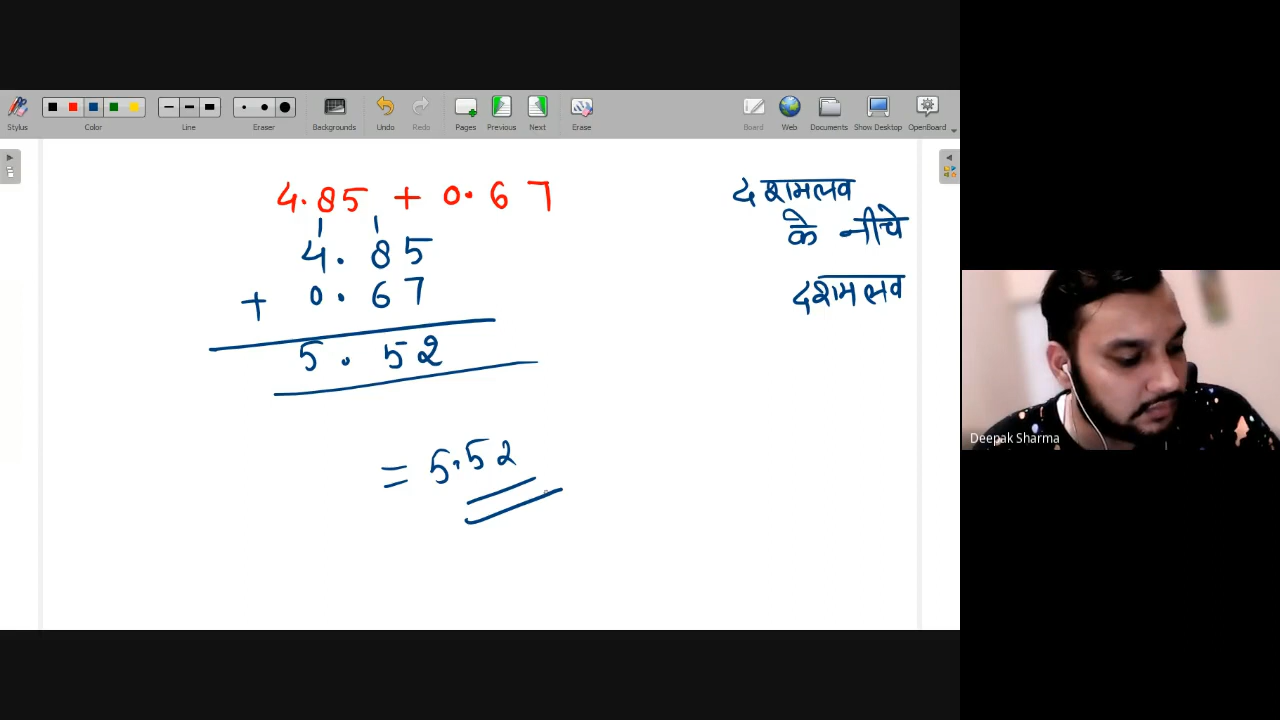 Stylus Color Line Eraser Backgrounds Undo Redo Pages Previous Next Erase Board Web Documents Show Desktop OpenBoard
4.85 + 0.67
4.85
+ 0.67
5.52
= 5.52
दशमलव
के नीचे
दशमलव
Deepak Sharma